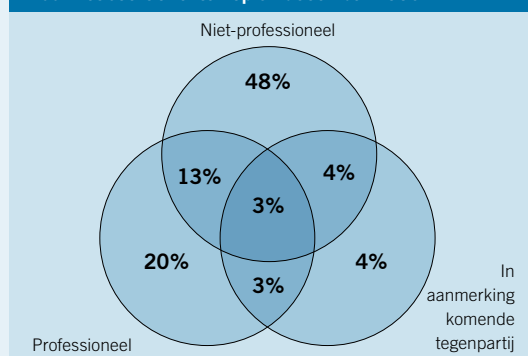 Niet-professioneel
48%
13%
4%
3%
20%
3%
4%
In
aanmerking
komende
tegenpartij
Professioneel